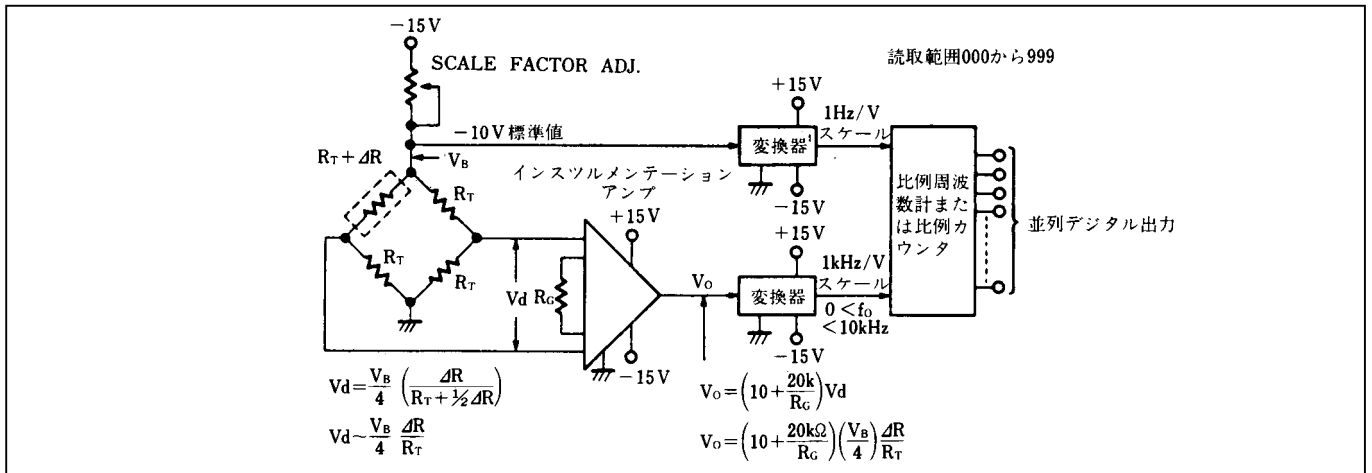 −15V
SCALE FACTOR ADJ.
読取範囲000から999
+15V
1Hz/V
スケール
−10V標準値
変換器¹
R_T+ΔR
V_B
インスツルメンテーション
アンプ
−15V
R_T
+15V
比例周波
数計また
は比例カ
ウンタ
並列デジタル出力
+15V
1kHz/V
スケール
R_T
R_T
Vd
R_G
V_O
変換器
0<f_O
<10kHz
−15V
−15V
Vd=V_B/4 (ΔR/(R_T+½ΔR))
V_O=(10+20k/R_G)Vd
Vd~V_B/4 ΔR/R_T
V_O=(10+20kΩ/R_G)(V_B/4)ΔR/R_T